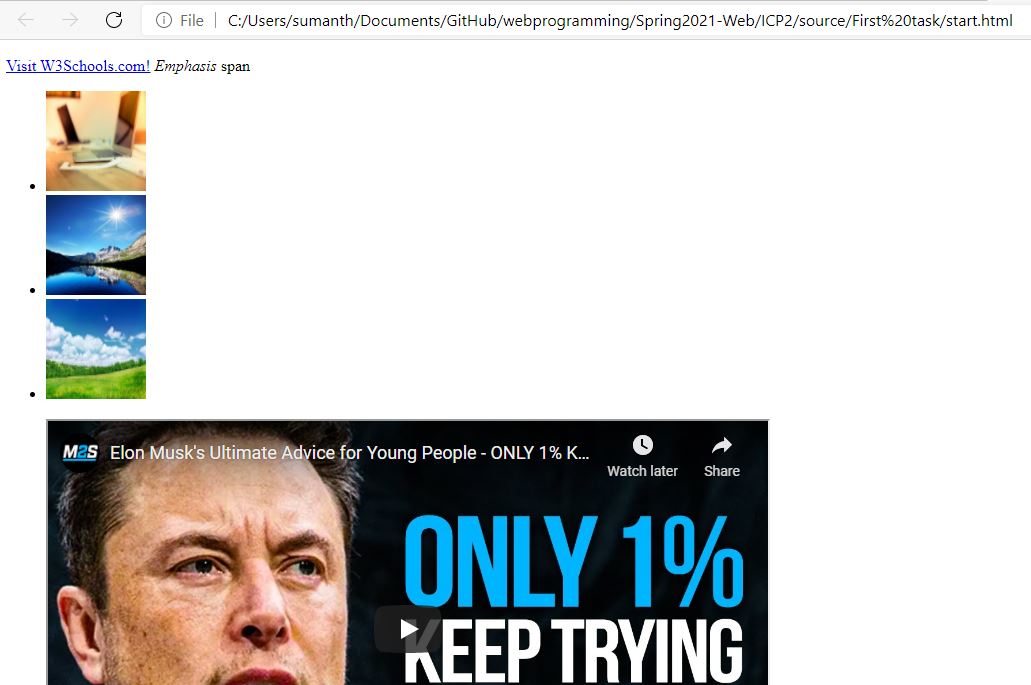 File | C:/Users/sumanth/Documents/GitHub/webprogramming/Spring2021-Web/ICP2/source/First%20task/start.html
Visit W3Schools.com! Emphasis span
M2S Elon Musk's Ultimate Advice for Young People - ONLY 1% K...
Watch later Share
ONLY 1%
KEEP TRYING